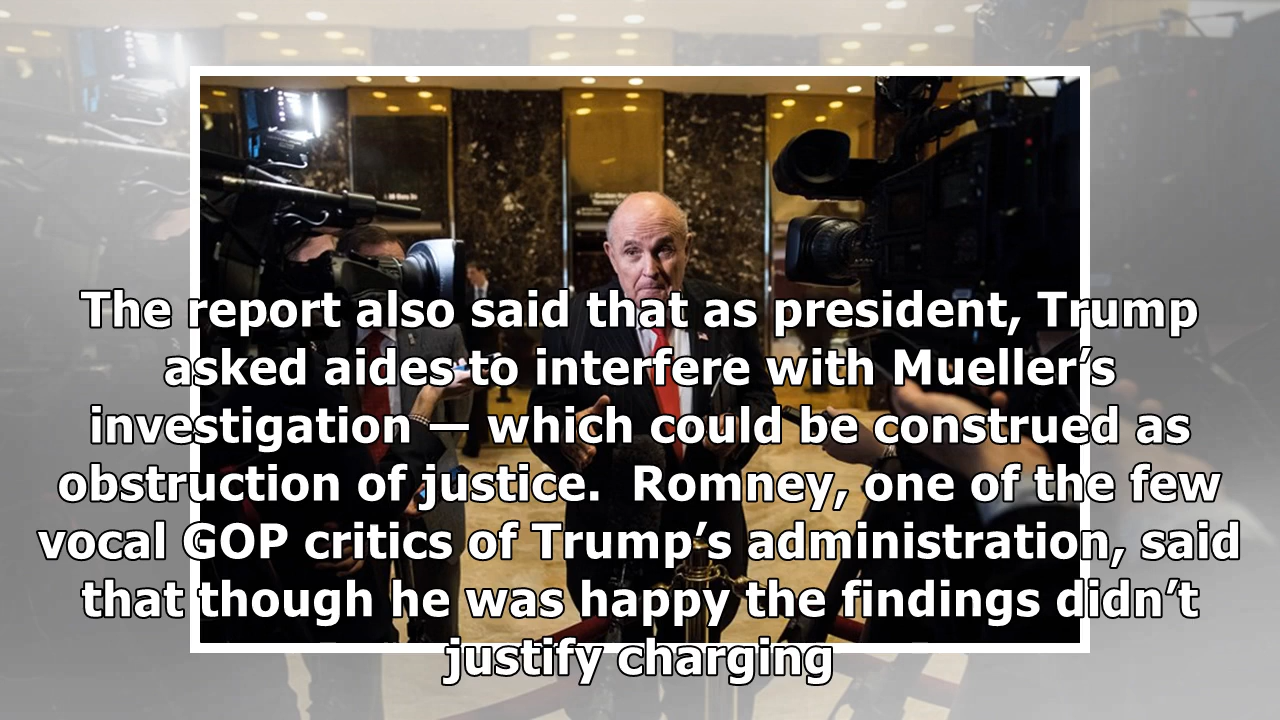 The report also said that as president, Trump
asked aides to interfere with Mueller’s
investigation — which could be construed as
obstruction of justice.  Romney, one of the few
vocal GOP critics of Trump’s administration, said
that though he was happy the findings didn’t
justify charging